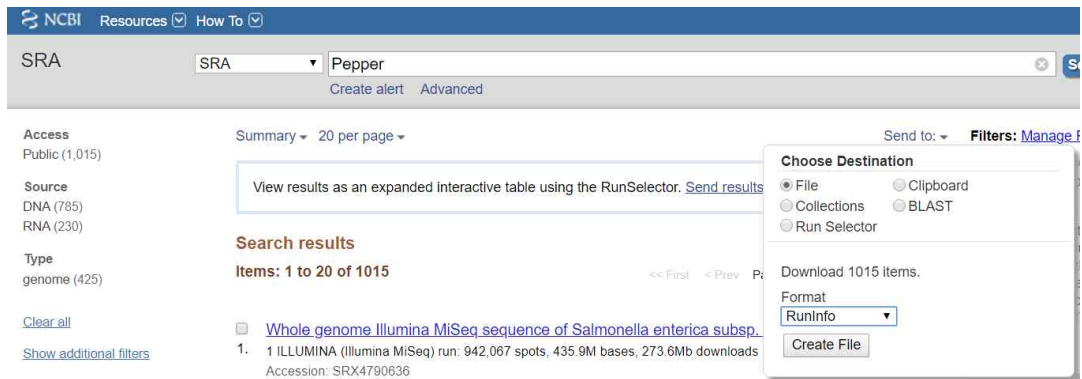 NCBI Resources How To
SRA SRA Pepper
Create alert Advanced
Access
Public (1,015)
Source
DNA (785)
RNA (230)
Type
genome (425)
Clear all
Show additional filters
Summary 20 per page
Send to: Filters: Manage
View results as an expanded interactive table using the RunSelector. Send results
Search results
Items: 1 to 20 of 1015
<< First < Prev
Whole genome Illumina MiSeq sequence of Salmonella enterica subsp.
1. 1 ILLUMINA (Illumina MiSeq) run: 942,067 spots, 435.9M bases, 273.6Mb downloads
Accession: SRX4790636
Choose Destination
File Clipboard
Collections BLAST
Run Selector
Download 1015 items.
Format
RunInfo
Create File